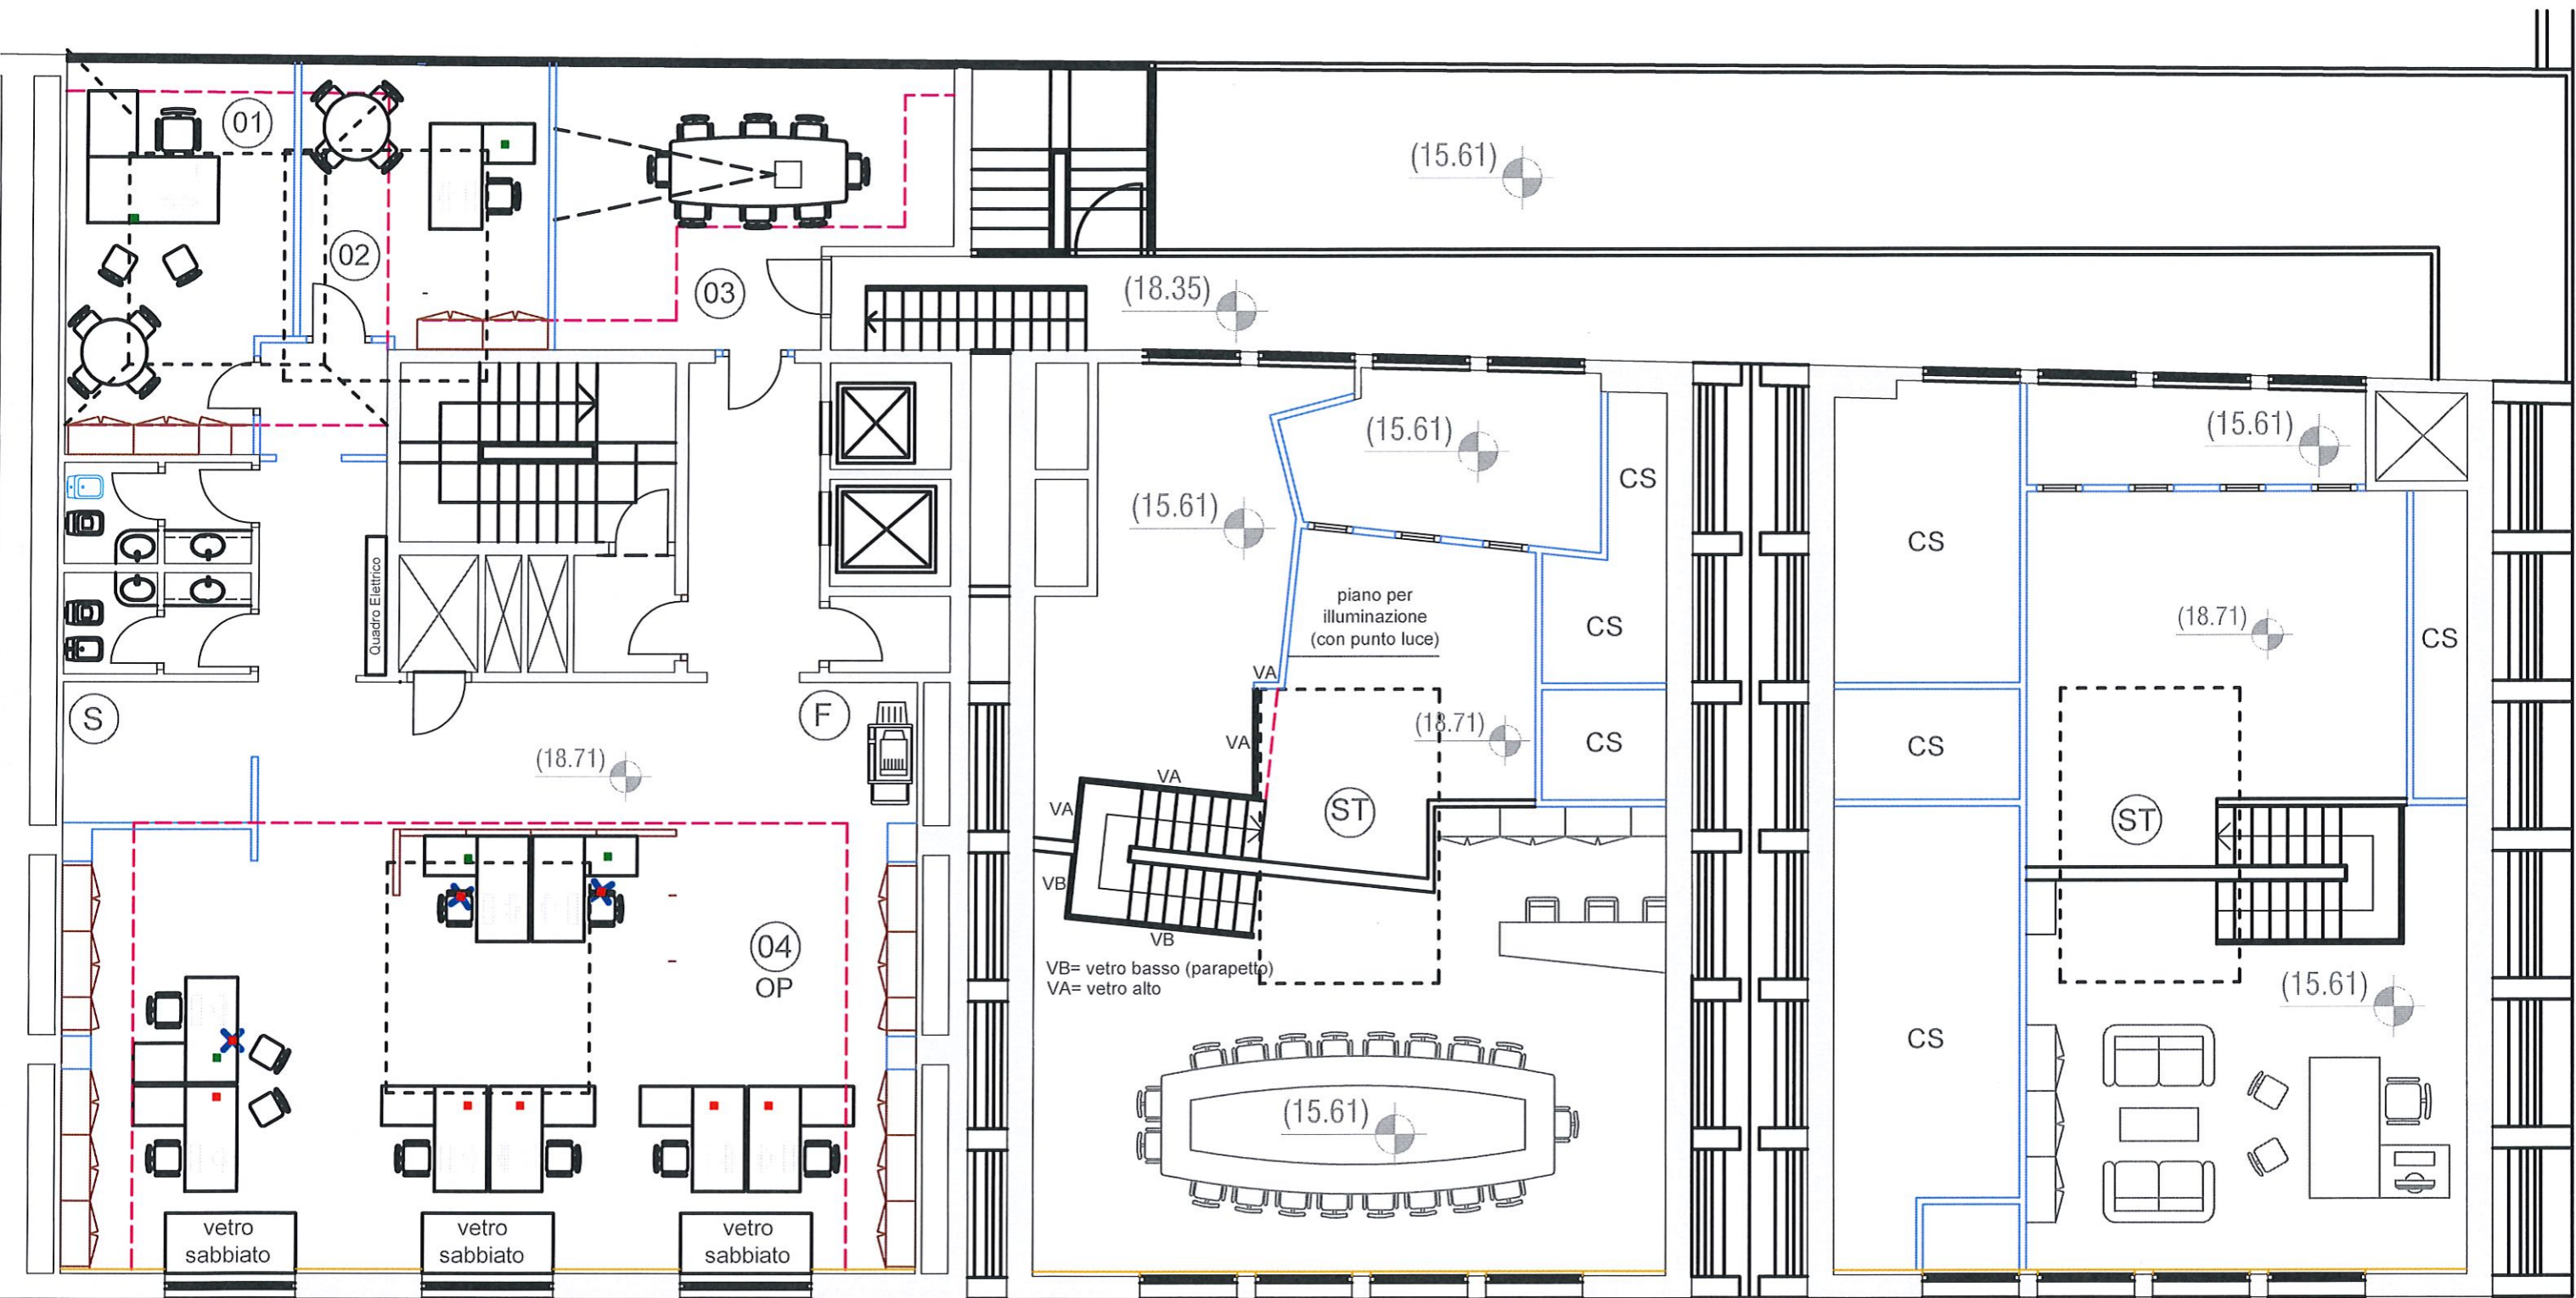 01
02
03
(15.61)
(18.35)
(15.61)
(15.61)
CS
(15.61)
CS
Quadro Elettrico
piano per
illuminazione
(con punto luce)
CS
(18.71)
CS
VA
S
F
(18.71)
VA
(18.71)
CS
CS
VA
VA
ST
ST
VB
VB
04
OP
VB= vetro basso (parapetto)
VA= vetro alto
(15.61)
CS
(15.61)
vetro
sabbiato
vetro
sabbiato
vetro
sabbiato